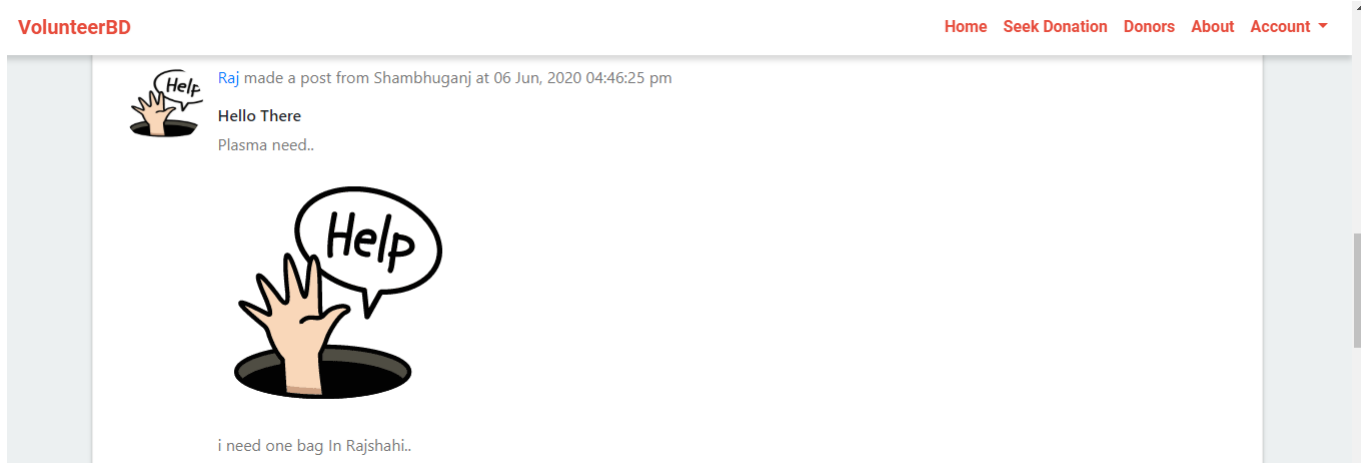 VolunteerBD Home Seek Donation Donors About Account
Help
Raj made a post from Shambhuganj at 06 Jun, 2020 04:46:25 pm
Hello There
Plasma need..
Help
i need one bag In Rajshahi..